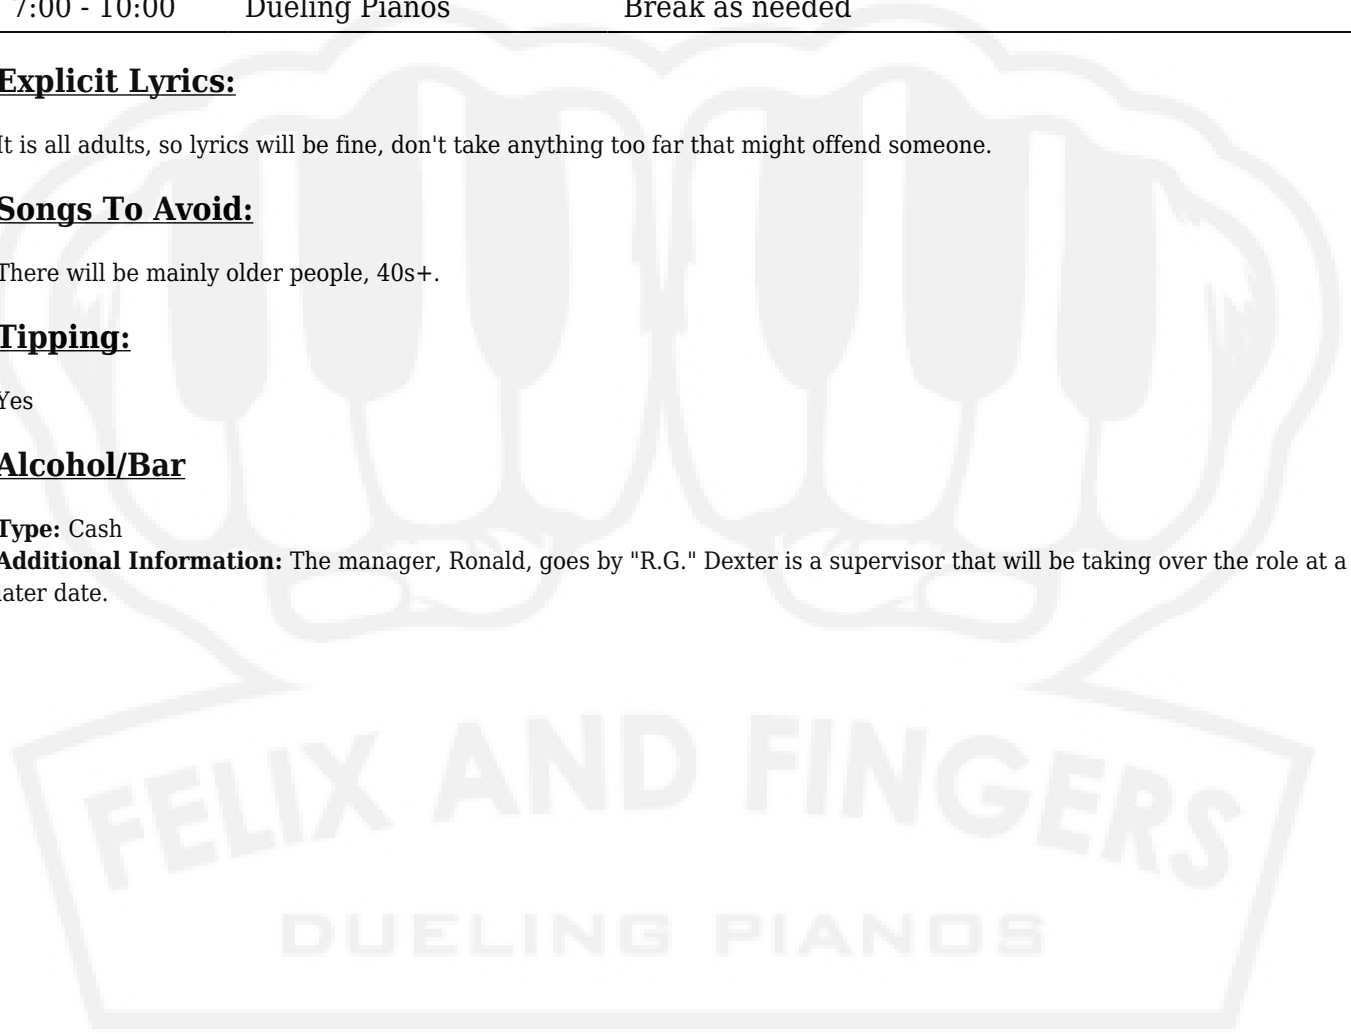 7:00 - 10:00 Dueling Pianos Break as needed
Explicit Lyrics:
It is all adults, so lyrics will be fine, don't take anything too far that might offend someone.
Songs To Avoid:
There will be mainly older people, 40s+.
Tipping:
Yes
Alcohol/Bar
Type: Cash
Additional Information: The manager, Ronald, goes by "R.G." Dexter is a supervisor that will be taking over the role at a
later date.
FELIX AND FINGERS
DUELING PIANOS